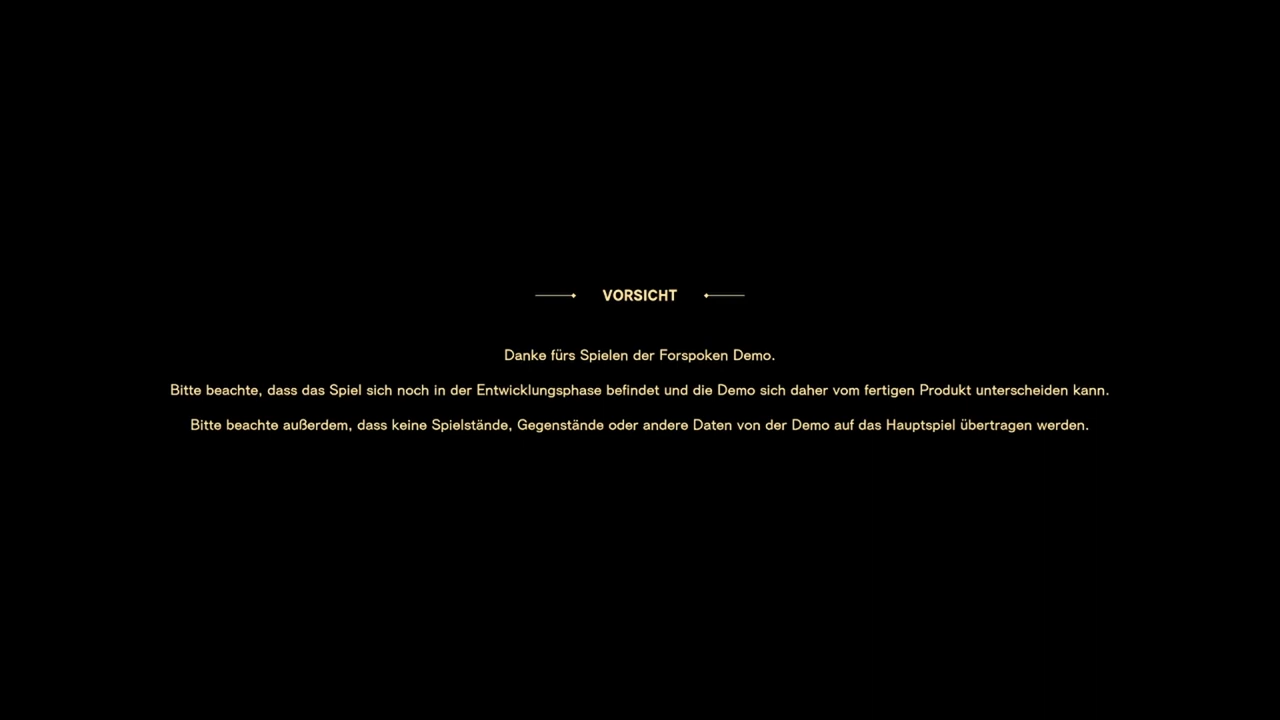 VORSICHT
Danke fürs Spielen der Forspoken Demo.
Bitte beachte, dass das Spiel sich noch in der Entwicklungsphase befindet und die Demo sich daher vom fertigen Produkt unterscheiden kann.
Bitte beachte außerdem, dass keine Spielstände, Gegenstände oder andere Daten von der Demo auf das Hauptspiel übertragen werden.